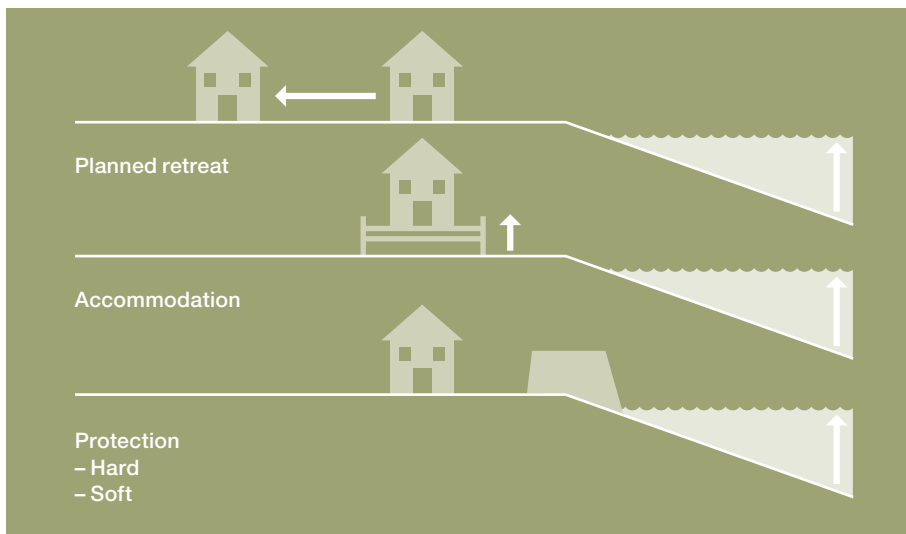 Planned retreat
Accommodation
Protection
– Hard
– Soft